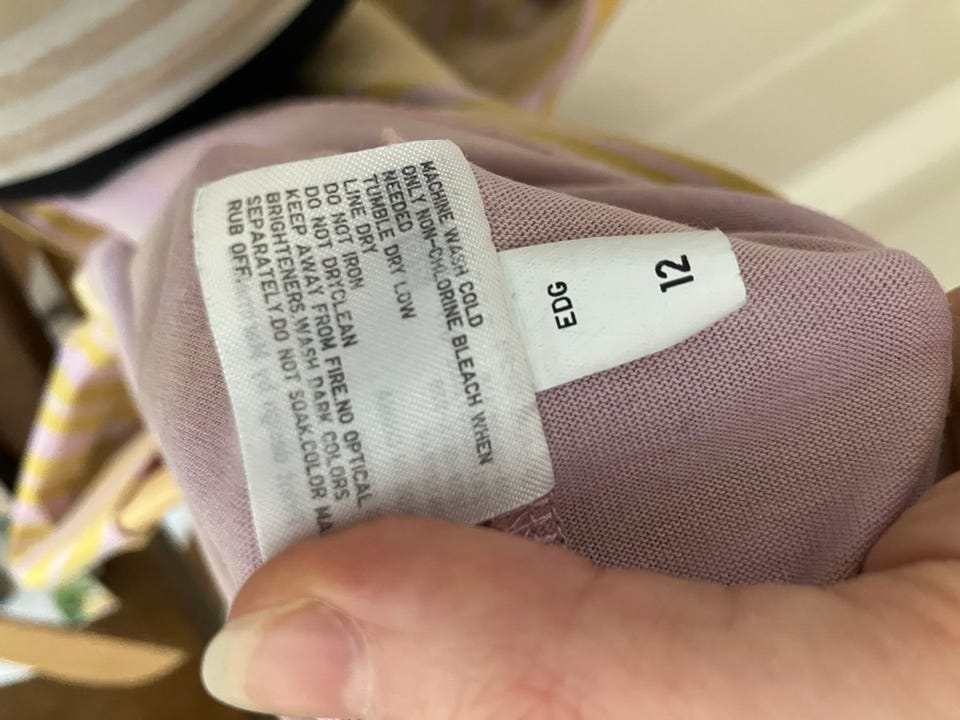 MACHINE WASH COLD
ONLY NON-CHLORINE BLEACH WHEN
NEEDED
TUMBLE DRY LOW
LINE DRY
DO NOT IRON
DO NOT DRYCLEAN
KEEP AWAY FROM FIRE.NO OPTICAL
BRIGHTENERS.WASH DARK COLORS
SEPARATELY.DO NOT SOAK.COLOR
RUB OFF.
EDG
12